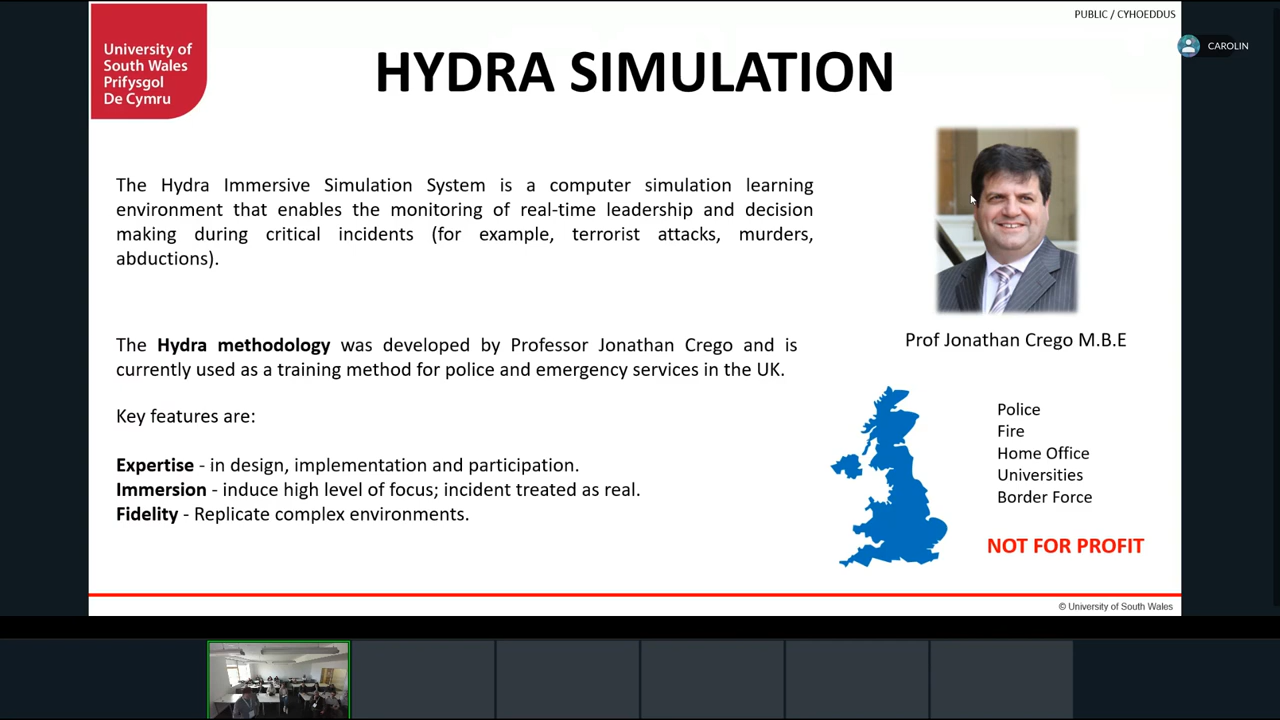 PUBLIC / CYHOEDDUS
CAROLIN
University of
South Wales
Prifysgol
De Cymru
HYDRA SIMULATION
The Hydra Immersive Simulation System is a computer simulation learning
environment that enables the monitoring of real-time leadership and decision
making during critical incidents (for example, terrorist attacks, murders,
abductions).
Prof Jonathan Crego M.B.E
The Hydra methodology was developed by Professor Jonathan Crego and is
currently used as a training method for police and emergency services in the UK.
Key features are:
Expertise - in design, implementation and participation.
Immersion - induce high level of focus; incident treated as real.
Fidelity - Replicate complex environments.
Police
Fire
Home Office
Universities
Border Force
NOT FOR PROFIT
© University of South Wales